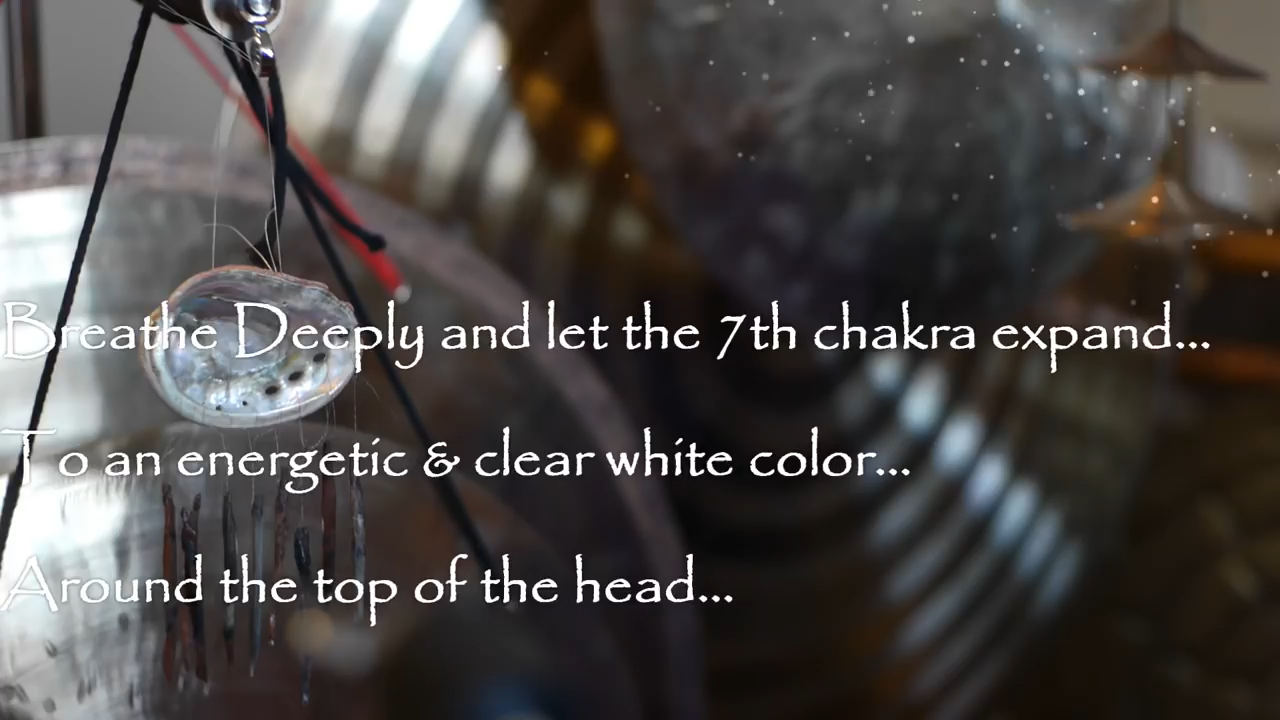 Breathe Deeply and let the 7th chakra expand...
To an energetic & clear white color...
Around the top of the head...